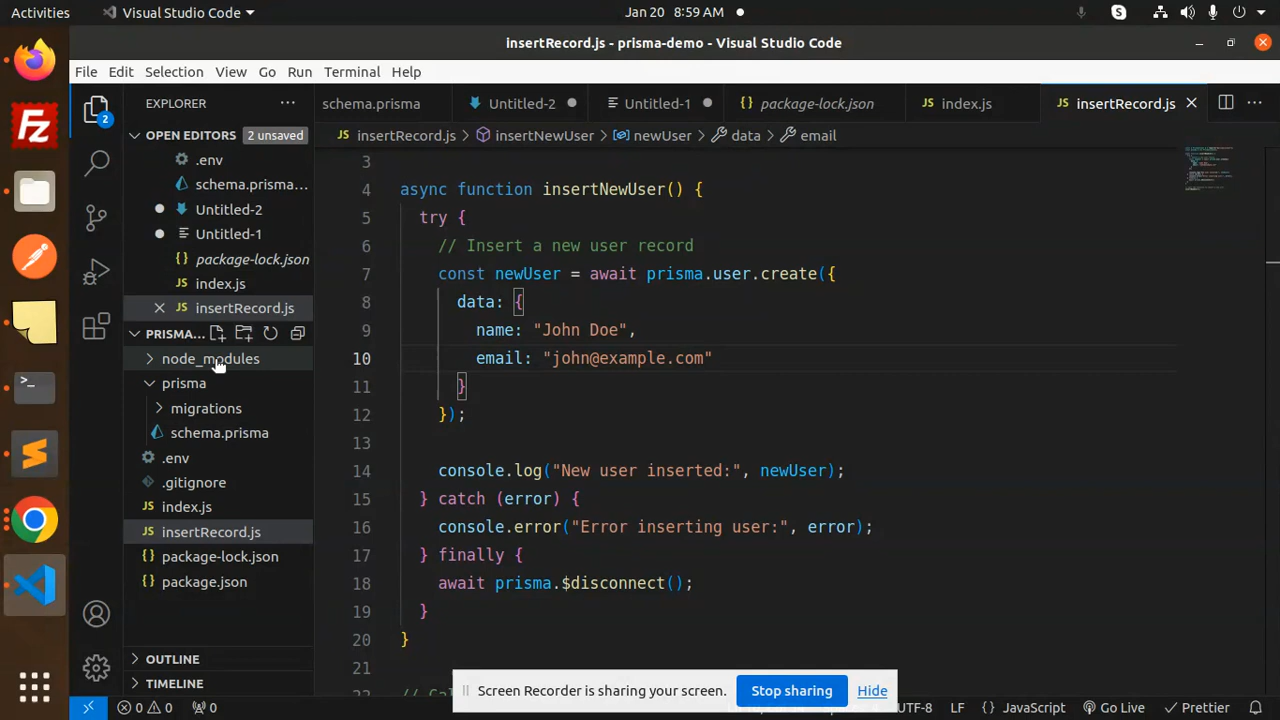 Activities
Visual Studio Code
Jan 20 8:59 AM
insertRecord.js - prisma-demo - Visual Studio Code
File Edit Selection View Go Run Terminal Help
EXPLORER
schema.prisma
Untitled-2
Untitled-1
package-lock.json
index.js
insertRecord.js
OPEN EDITORS
2 unsaved
insertRecord.js > insertNewUser > newUser > data > email
.env
schema.prisma...
Untitled-2
Untitled-1
package-lock.json
index.js
insertRecord.js
2
PRISMA...
node_modules
prisma
migrations
schema.prisma
.env
.gitignore
index.js
insertRecord.js
package-lock.json
package.json
OUTLINE
TIMELINE
3
4 async function insertNewUser() {
5 try {
6 // Insert a new user record
7 const newUser = await prisma.user.create({
8 data: {
9 name: "John Doe",
10 email: "john@example.com"
11 }
12 });
13
14 console.log("New user inserted:", newUser);
15 } catch (error) {
16 console.error("Error inserting user:", error);
17 } finally {
18 await prisma.$disconnect();
19 }
20 }
21
Screen Recorder is sharing your screen.
Stop sharing
Hide
0 0 0
UTF-8 LF {} JavaScript Go Live Prettier